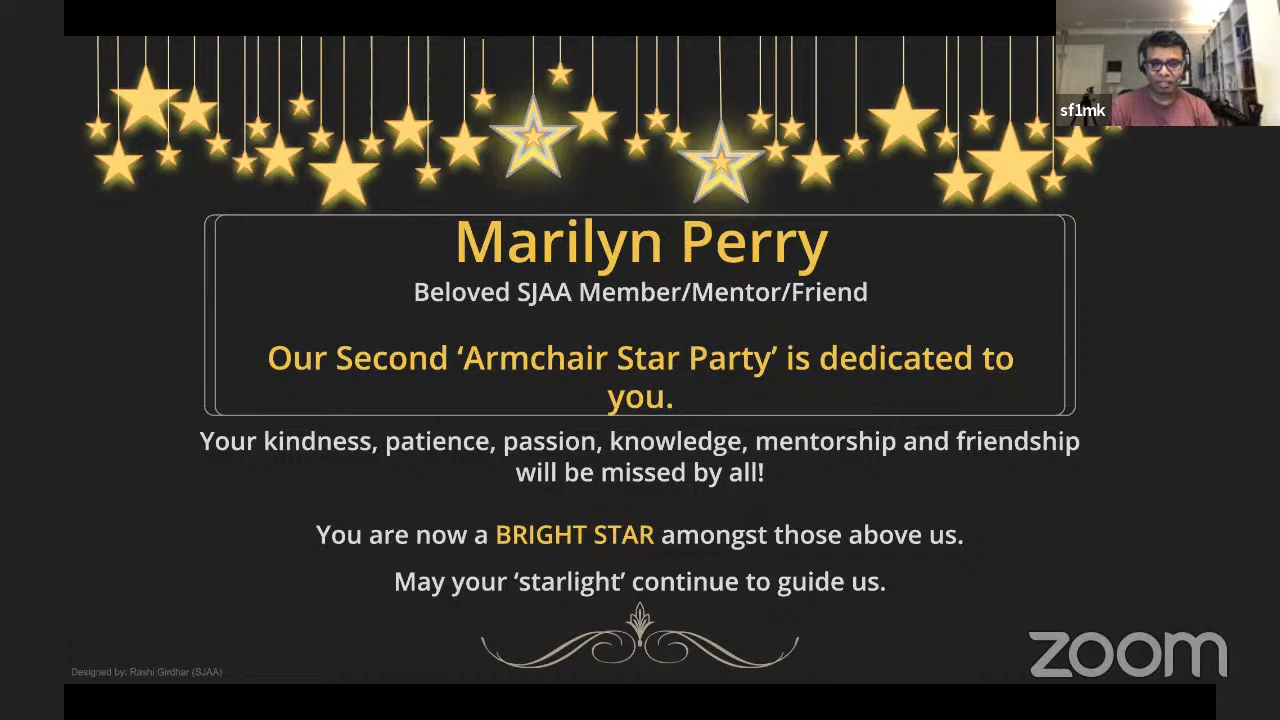 sf1mk
Marilyn Perry
Beloved SJAA Member/Mentor/Friend
Our Second ‘Armchair Star Party’ is dedicated to
you.
Your kindness, patience, passion, knowledge, mentorship and friendship
will be missed by all!
You are now a BRIGHT STAR amongst those above us.
May your ‘starlight’ continue to guide us.
zoom
Designed by: Rashi Girdhar (SJAA)